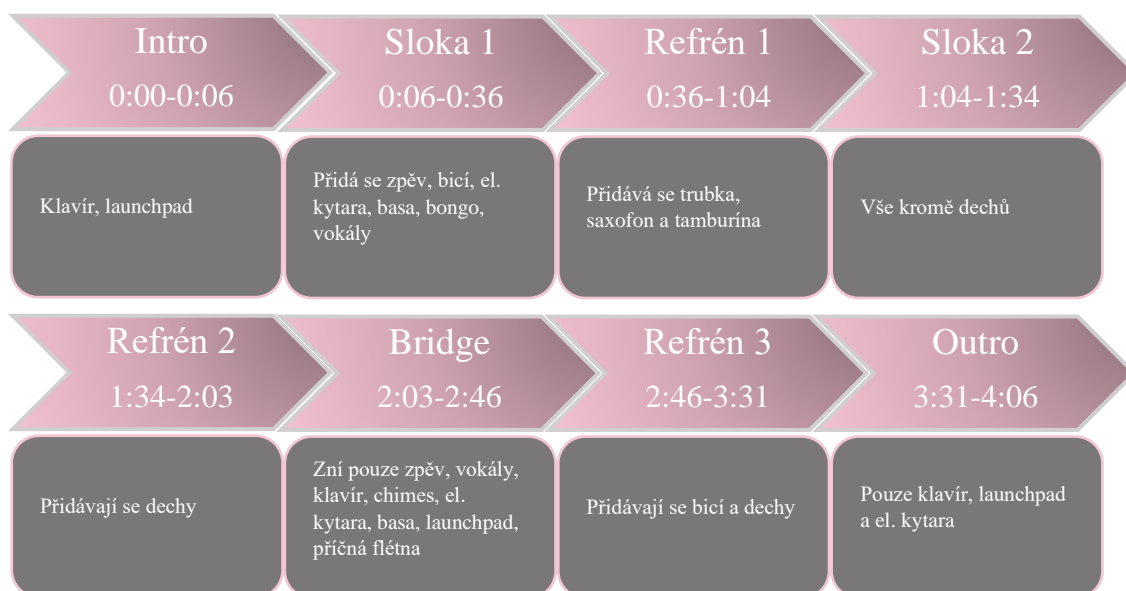 Intro
0:00-0:06
Sloka 1
0:06-0:36
Refrén 1
0:36-1:04
Sloka 2
1:04-1:34
Klavír, launchpad
Přidá se zpěv, bicí, el.
kytara, basa, bongo,
vokály
Přidává se trubka,
saxofon a tamburína
Vše kromě dechů
Refrén 2
1:34-2:03
Bridge
2:03-2:46
Refrén 3
2:46-3:31
Outro
3:31-4:06
Přidávají se dechy
Zní pouze zpěv, vokály,
klavír, chimes, el.
kytara, basa, launchpad,
příčná flétna
Přidávají se bicí a dechy
Pouze klavír, launchpad
a el. kytara